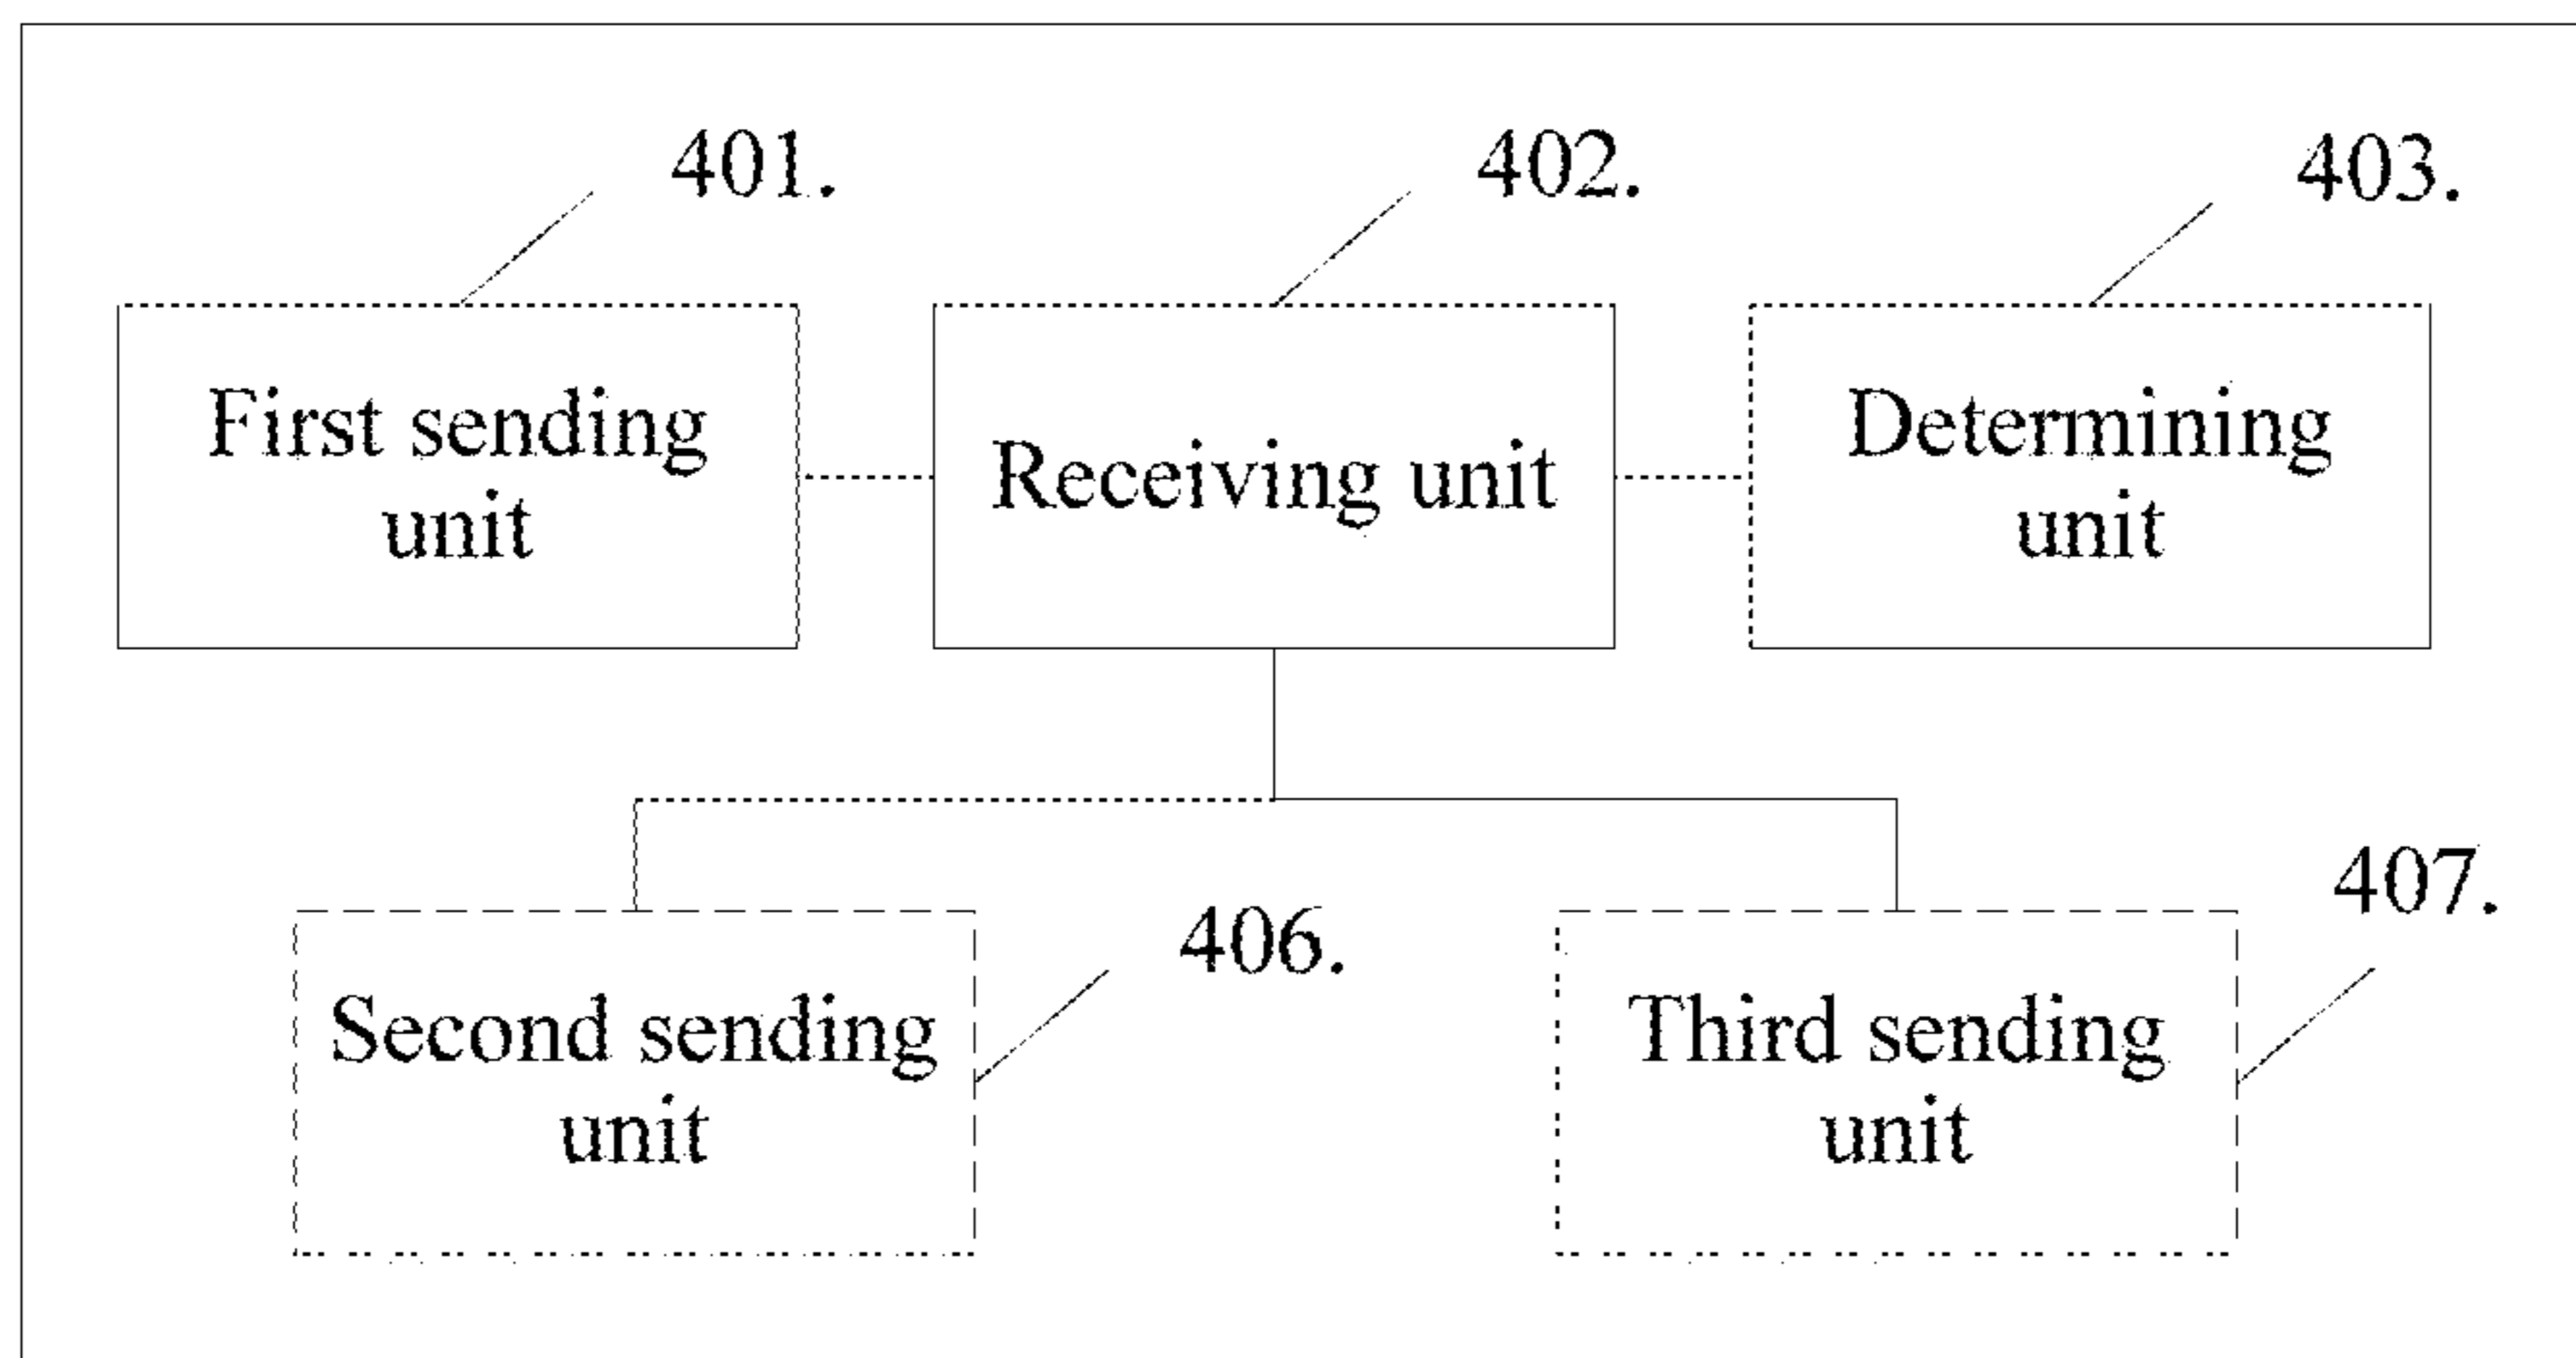 401.
402.
403.
First sending
unit
Receiving unit
Determining
unit
407.
406.
Second sending
unit
Third sending
unit